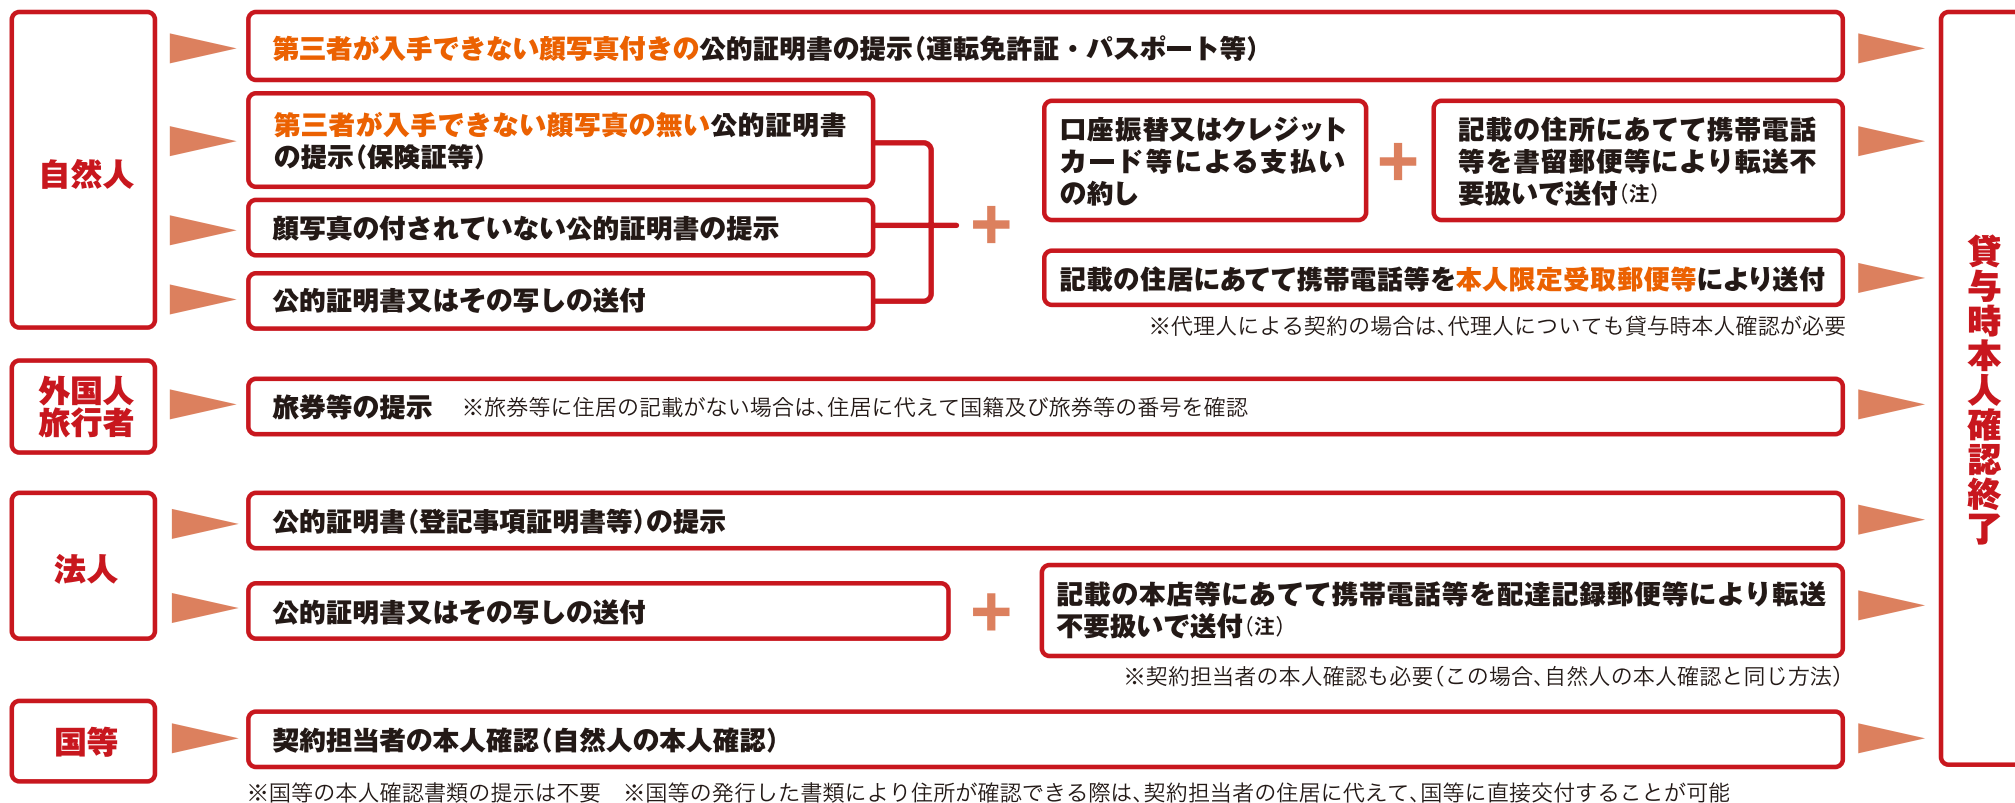 自然人
第三者が入手できない顔写真付きの公的証明書の提示（運転免許証・パスポート等）
第三者が入手できない顔写真の無い公的証明書
の提示（保険証等）
顔写真の付されていない公的証明書の提示
公的証明書又はその写しの送付
+
口座振替又はクレジット
カード等による支払い
の約し
+
記載の住所にあてて携帯電話
等を書留郵便等により転送不
要扱いで送付（注）
記載の住居にあてて携帯電話等を本人限定受取郵便等により送付
※代理人による契約の場合は、代理人についても貸与時本人確認が必要
外国人
旅行者
旅券等の提示　※旅券等に住居の記載がない場合は、住居に代えて国籍及び旅券等の番号を確認
法人
公的証明書（登記事項証明書等）の提示
公的証明書又はその写しの送付
+
記載の本店等にあてて携帯電話等を配達記録郵便等により転送
不要扱いで送付（注）
※契約担当者の本人確認も必要（この場合、自然人の本人確認と同じ方法）
国等
契約担当者の本人確認（自然人の本人確認）
※国等の本人確認書類の提示は不要　※国等の発行した書類により住所が確認できる際は、契約担当者の住居に代えて、国等に直接交付することが可能
貸与時本人確認終了